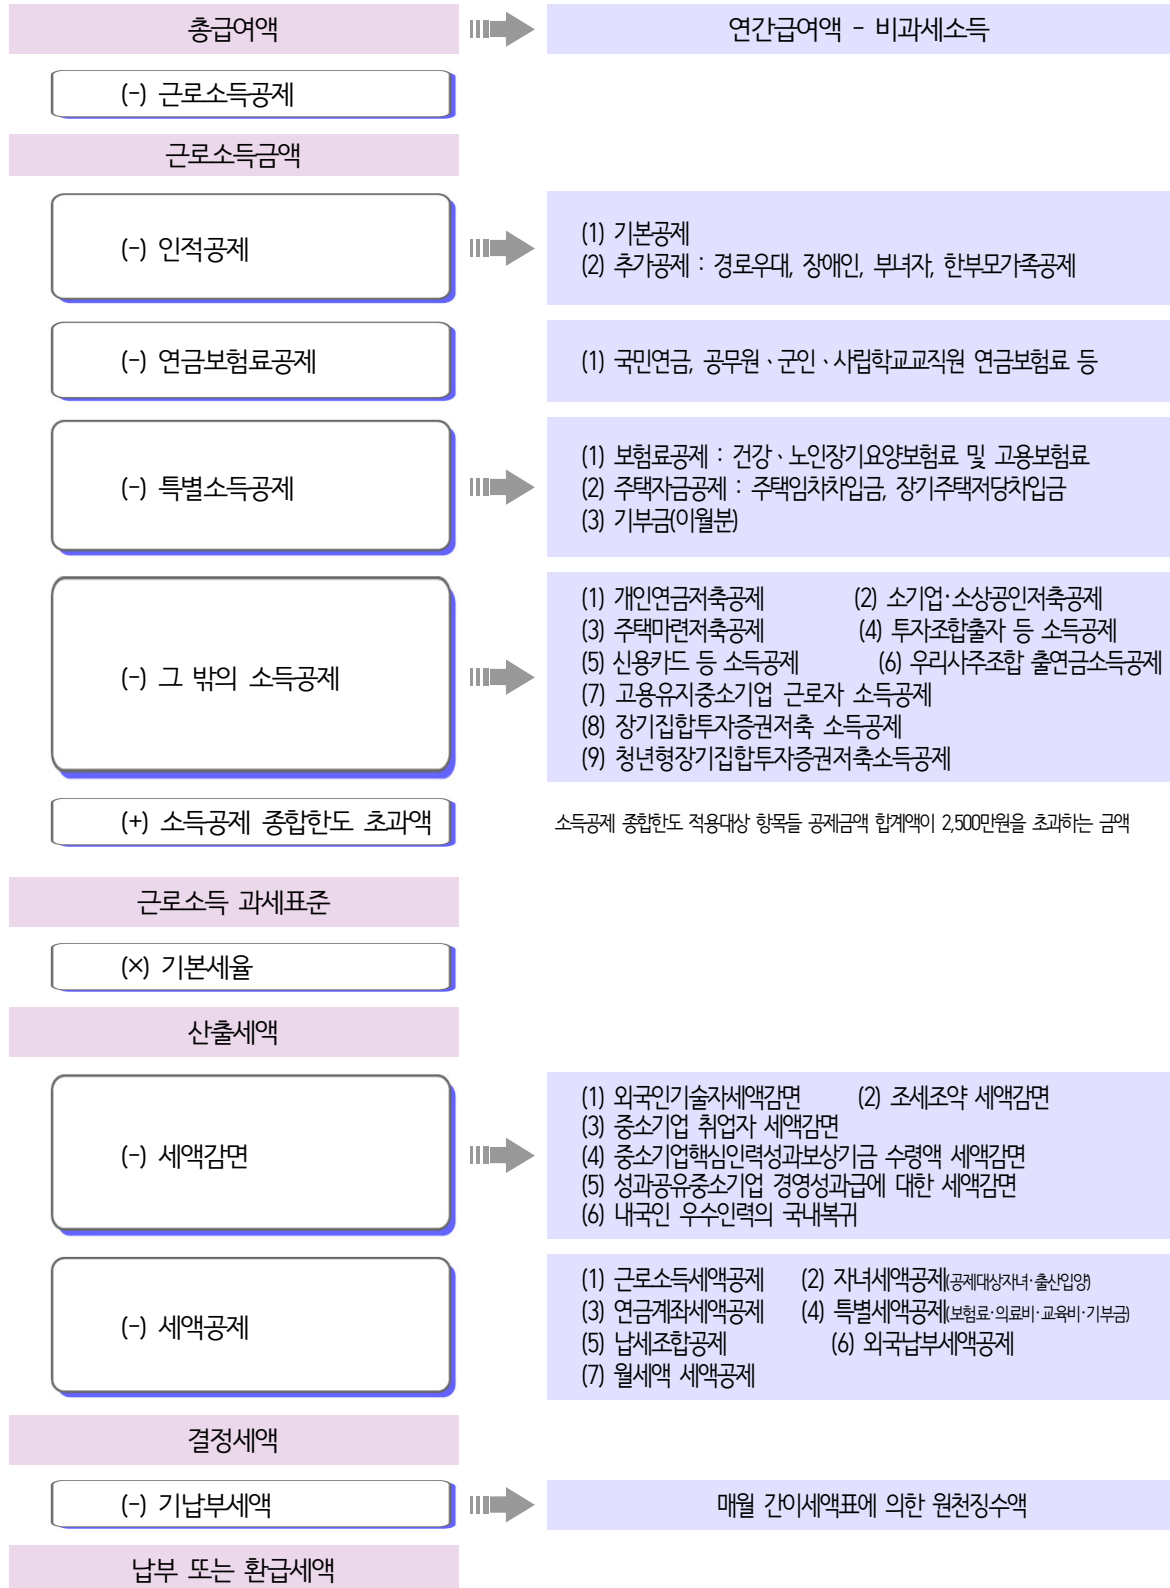 총급여액
연간급여액 - 비과세소득
(-) 근로소득공제
근로소득금액
(-) 인적공제
(1) 기본공제
(2) 추가공제 : 경로우대, 장애인, 부녀자, 한부모가족공제
(-) 연금보험료공제
(1) 국민연금, 공무원、군인、사립학교교직원 연금보험료 등
(-) 특별소득공제
(1) 보험료공제 : 건강、노인장기요양보험료 및 고용보험료
(2) 주택자금공제 : 주택임차차입금, 장기주택저당차입금
(3) 기부금(이월분)
(-) 그 밖의 소득공제
(1) 개인연금저축공제 (2) 소기업·소상공인저축공제
(3) 주택마련저축공제 (4) 투자조합출자 등 소득공제
(5) 신용카드 등 소득공제 (6) 우리사주조합 출연금소득공제
(7) 고용유지중소기업 근로자 소득공제
(8) 장기집합투자증권저축 소득공제
(9) 청년형장기집합투자증권저축소득공제
(+) 소득공제 종합한도 초과액
소득공제 종합한도 적용대상 항목들 공제금액 합계액이 2,500만원을 초과하는 금액
근로소득 과세표준
(×) 기본세율
산출세액
(-) 세액감면
(1) 외국인기술자세액감면 (2) 조세조약 세액감면
(3) 중소기업 취업자 세액감면
(4) 중소기업핵심인력성과보상기금 수령액 세액감면
(5) 성과공유중소기업 경영성과급에 대한 세액감면
(6) 내국인 우수인력의 국내복귀
(-) 세액공제
(1) 근로소득세액공제 (2) 자녀세액공제(공제대상자녀·출산입양)
(3) 연금계좌세액공제 (4) 특별세액공제(보험료·의료비·교육비·기부금)
(5) 납세조합공제 (6) 외국납부세액공제
(7) 월세액 세액공제
결정세액
(-) 기납부세액
매월 간이세액표에 의한 원천징수액
납부 또는 환급세액